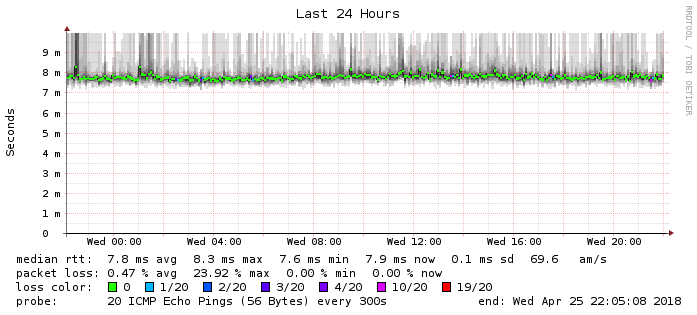 Last 24 Hours
RRDTOOL / TOBI OETIKER
Seconds
9 m
8 m
7 m
6 m
5 m
4 m
3 m
2 m
1 m
0
Wed 00:00 Wed 04:00 Wed 08:00 Wed 12:00 Wed 16:00 Wed 20:00
median rtt: 7.8 ms avg 8.3 ms max 7.6 ms min 7.9 ms now 0.1 ms sd 69.6 am/s
packet loss: 0.47 % avg 23.92 % max 0.00 % min 0.00 % now
loss color: 0 1/20 2/20 3/20 4/20 10/20 19/20
probe: 20 ICMP Echo Pings (56 Bytes) every 300s end: Wed Apr 25 22:05:08 2018